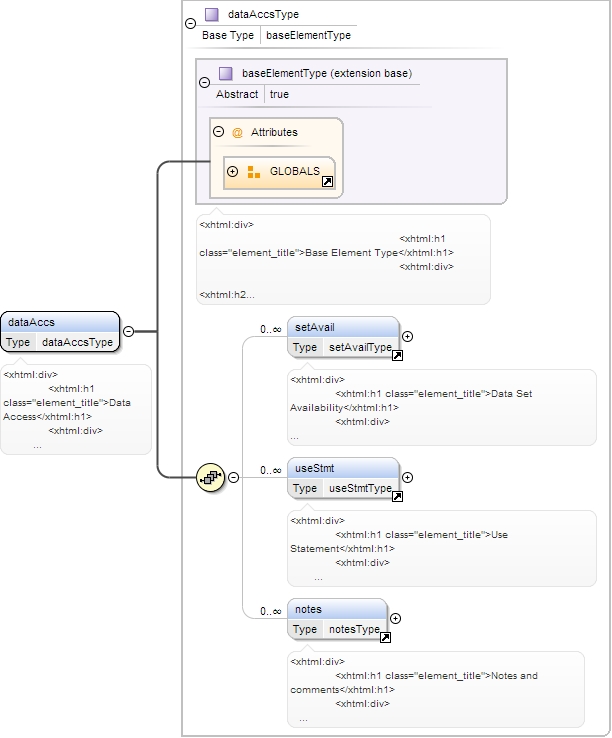 dataAccsType
Base Type baseElementType
baseElementType (extension base)
Abstract true
@ Attributes
GLOBALS
<xhtml:div>
<xhtml:h1
class="element_title">Base Element Type</xhtml:h1>
<xhtml:div>
<xhtml:h2...
dataAccs
Type dataAccsType
<xhtml:div>
<xhtml:h1
class="element_title">Data
Access</xhtml:h1>
<xhtml:div>
...
0..∞
setAvail
Type setAvailType
<xhtml:div>
<xhtml:h1 class="element_title">Data Set
Availability</xhtml:h1>
<xhtml:div>
...
0..∞
useStmt
Type useStmtType
<xhtml:div>
<xhtml:h1 class="element_title">Use
Statement</xhtml:h1>
<xhtml:div>
...
0..∞
notes
Type notesType
<xhtml:div>
<xhtml:h1 class="element_title">Notes and
comments</xhtml:h1>
<xhtml:div>
...